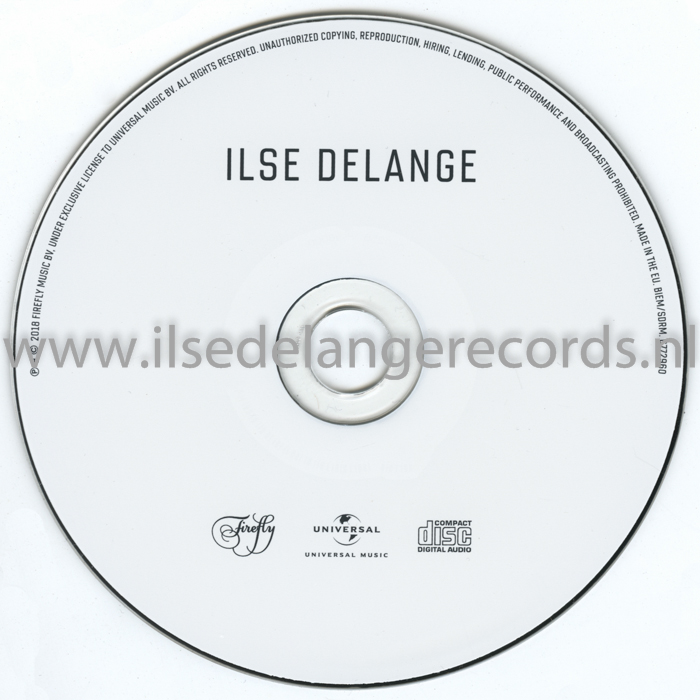 ℗ + © 2018 FIREFLY MUSIC BV. UNDER EXCLUSIVE LICENSE TO UNIVERSAL MUSIC BV. ALL RIGHTS RESERVED. UNAUTHORIZED COPYING, REPRODUCTION, HIRING, LENDING, PUBLIC PERFORMANCE AND BROADCASTING PROHIBITED. MADE IN THE EU. BIEM/SDRM.
ILSE DELANGE
www.ilsedelangerecords.nl
Firefly
UNIVERSAL
UNIVERSAL MUSIC
COMPACT
disc
DIGITAL AUDIO